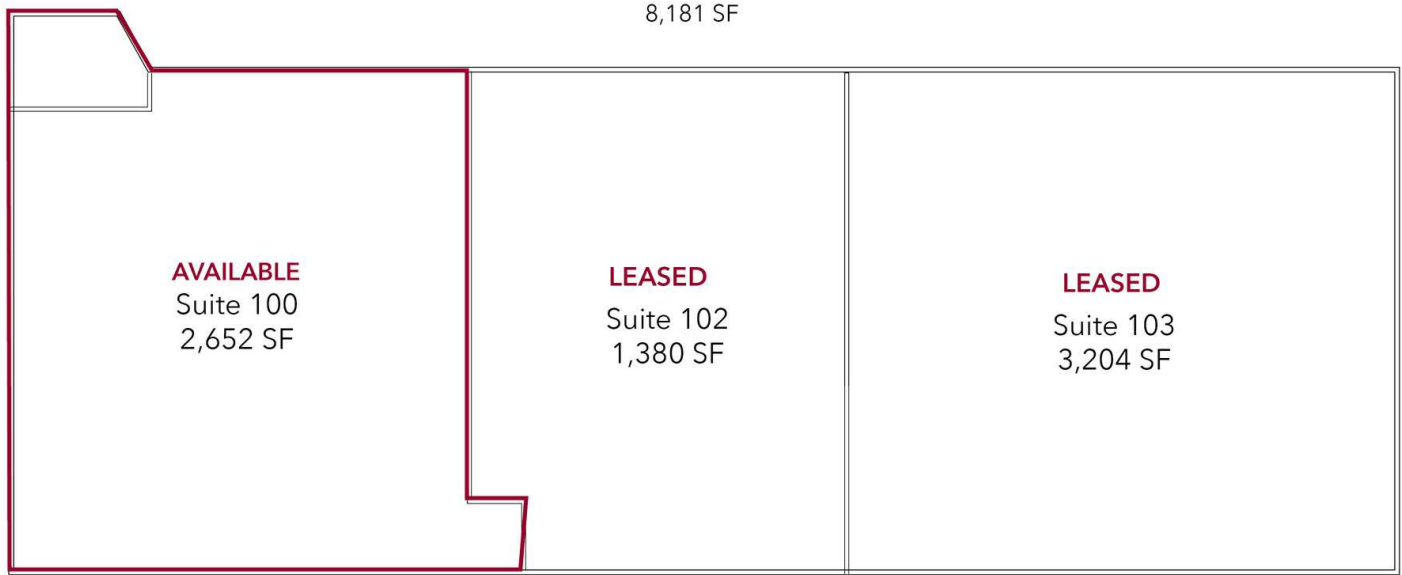 8,181 SF
AVAILABLE
Suite 100
2,652 SF
LEASED
Suite 102
1,380 SF
LEASED
Suite 103
3,204 SF